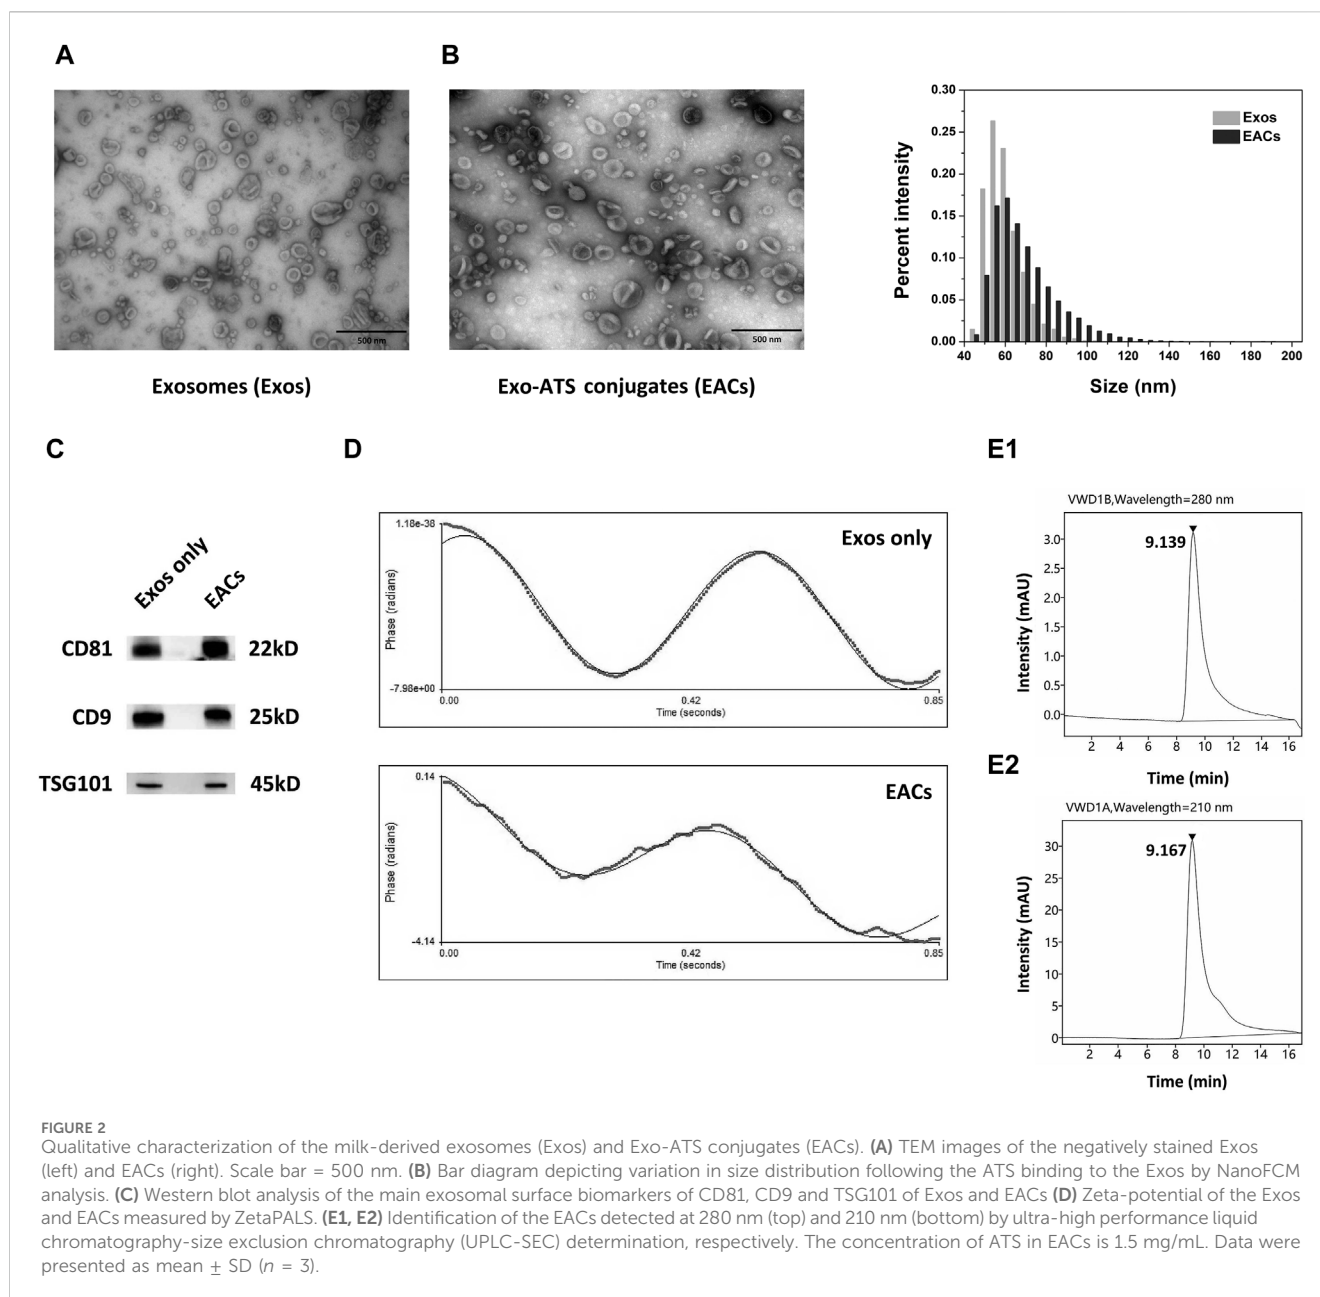 A
B
500 nm
500 nm
Exosomes (Exos)
Exo-ATS conjugates (EACs)
0.30
0.25
0.20
0.15
0.10
0.05
0.00
Percent intensity
Exos
EACs
40 60 80 100 120 140 160 180 200
Size (nm)
C
Exos only
EACs
CD81 22kD
CD9 25kD
TSG101 45kD
D
Exos only
1.18e-38
Phase (radians)
-7.98e+00
0.00 0.42 0.85
Time (seconds)
EACs
0.14
Phase (radians)
-4.14
0.00 0.42 0.85
Time (seconds)
E1
VWD1B,Wavelength=280 nm
9.139
3.0
2.5
2.0
1.5
1.0
0.5
0.0
Intensity (mAU)
2 4 6 8 10 12 14 16
Time (min)
E2
VWD1A,Wavelength=210 nm
9.167
30
25
20
15
10
5
0
Intensity (mAU)
2 4 6 8 10 12 14 16
Time (min)
FIGURE 2
Qualitative characterization of the milk-derived exosomes (Exos) and Exo-ATS conjugates (EACs). (A) TEM images of the negatively stained Exos
(left) and EACs (right). Scale bar = 500 nm. (B) Bar diagram depicting variation in size distribution following the ATS binding to the Exos by NanoFCM
analysis. (C) Western blot analysis of the main exosomal surface biomarkers of CD81, CD9 and TSG101 of Exos and EACs (D) Zeta-potential of the Exos
and EACs measured by ZetaPALS. (E1, E2) Identification of the EACs detected at 280 nm (top) and 210 nm (bottom) by ultra-high performance liquid
chromatography-size exclusion chromatography (UPLC-SEC) determination, respectively. The concentration of ATS in EACs is 1.5 mg/mL. Data were
presented as mean ± SD (n = 3).